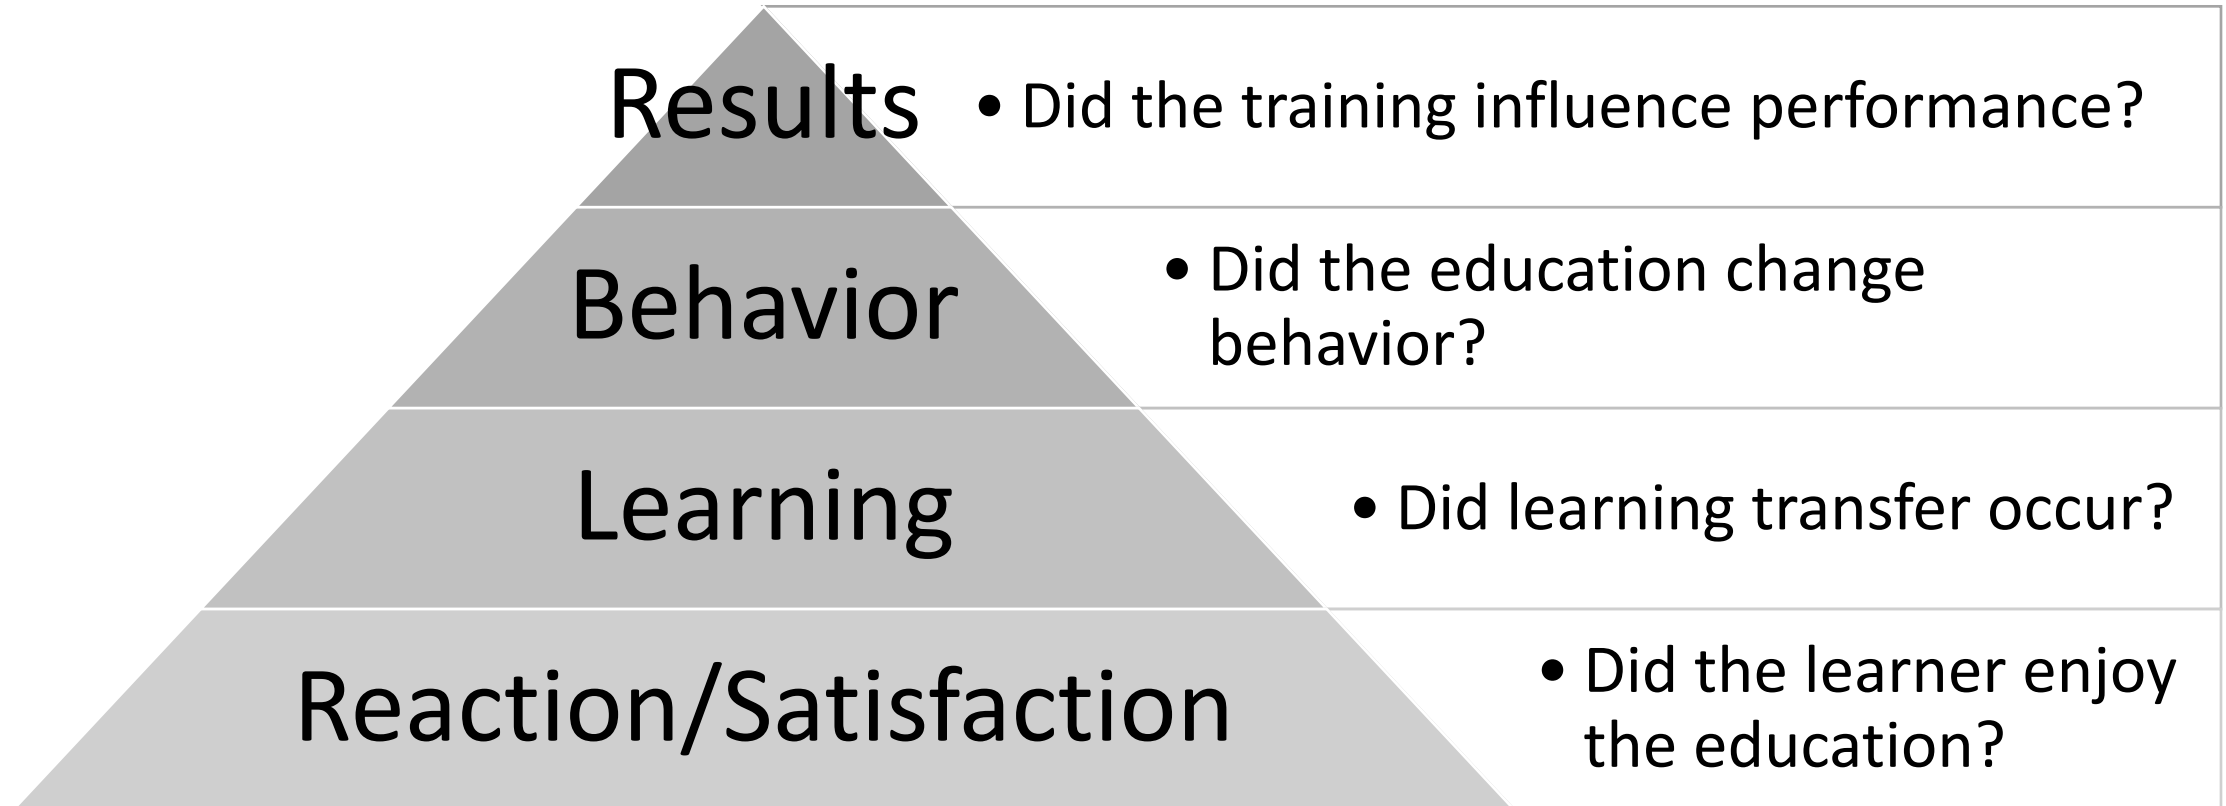 Results
• Did the training influence performance?
Behavior
• Did the education change
behavior?
Learning
• Did learning transfer occur?
Reaction/Satisfaction
• Did the learner enjoy
the education?